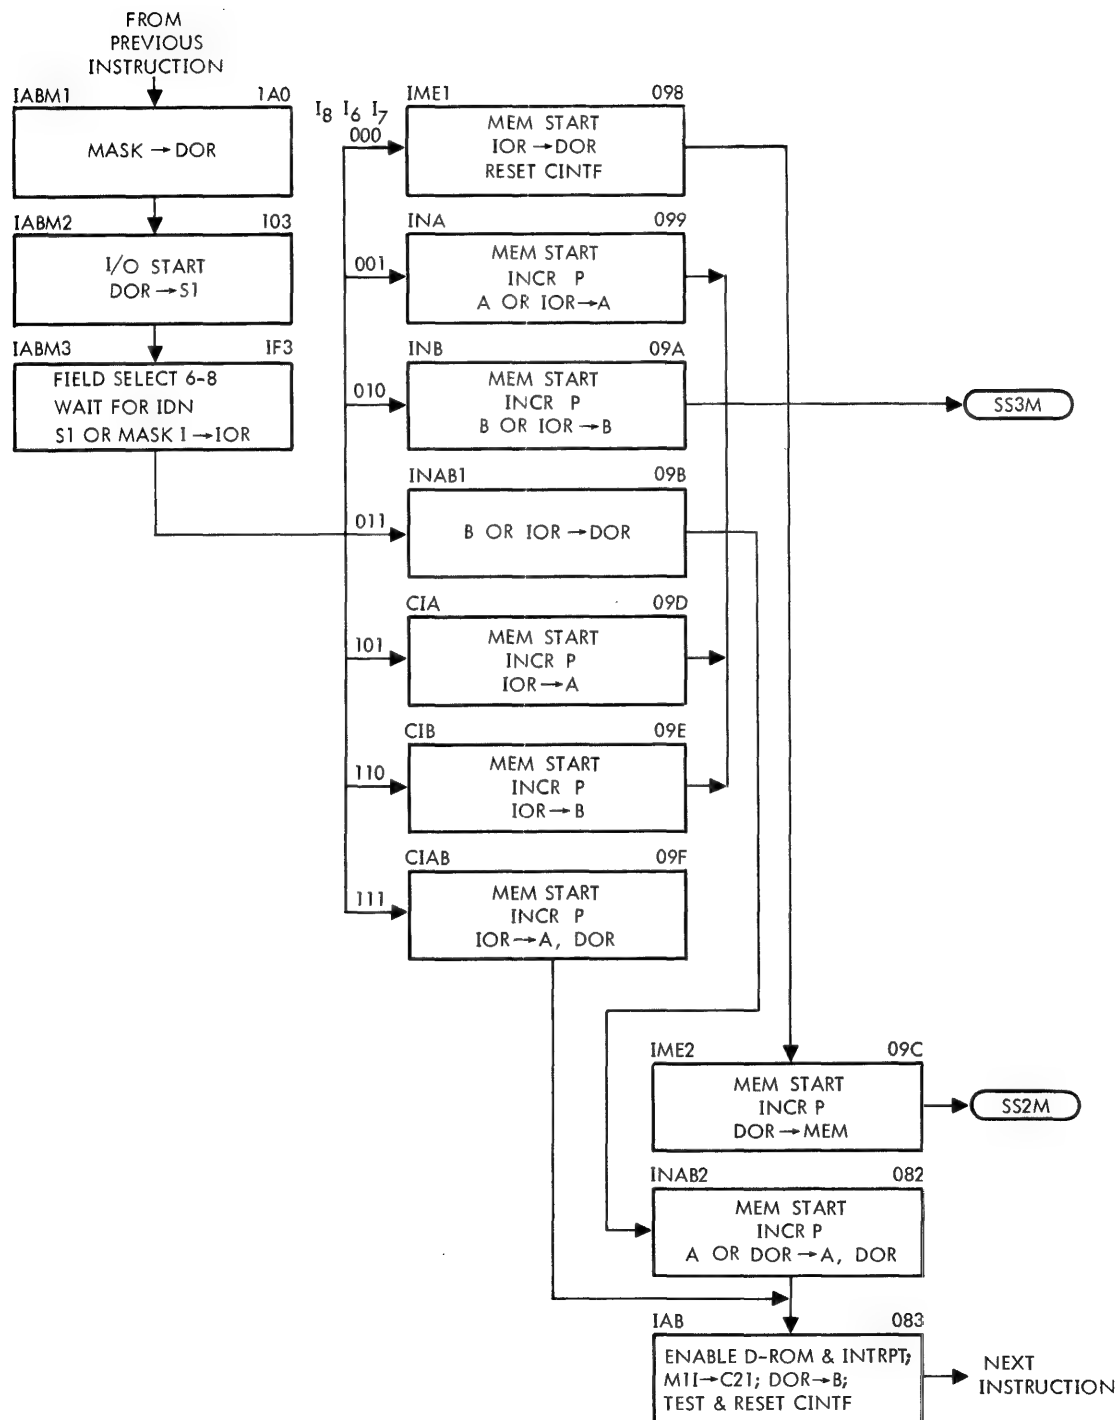 FROM
PREVIOUS
INSTRUCTION
IABM1 1A0
MASK → DOR
IABM2 103
I/O START
DOR → S1
IABM3 1F3
FIELD SELECT 6-8
WAIT FOR IDN
S1 OR MASK I → IOR
I8 I6 I7
000
IME1 098
MEM START
IOR → DOR
RESET CINTF
001
INA 099
MEM START
INCR P
A OR IOR → A
010
INB 09A
MEM START
INCR P
B OR IOR → B
SS3M
011
INAB1 09B
B OR IOR → DOR
101
CIA 09D
MEM START
INCR P
IOR → A
110
CIB 09E
MEM START
INCR P
IOR → B
111
CIAB 09F
MEM START
INCR P
IOR → A, DOR
IME2 09C
MEM START
INCR P
DOR → MEM
SS2M
INAB2 082
MEM START
INCR P
A OR DOR → A, DOR
IAB 083
ENABLE D-ROM & INTRPT;
M1I → C21; DOR → B;
TEST & RESET CINTF
NEXT
INSTRUCTION